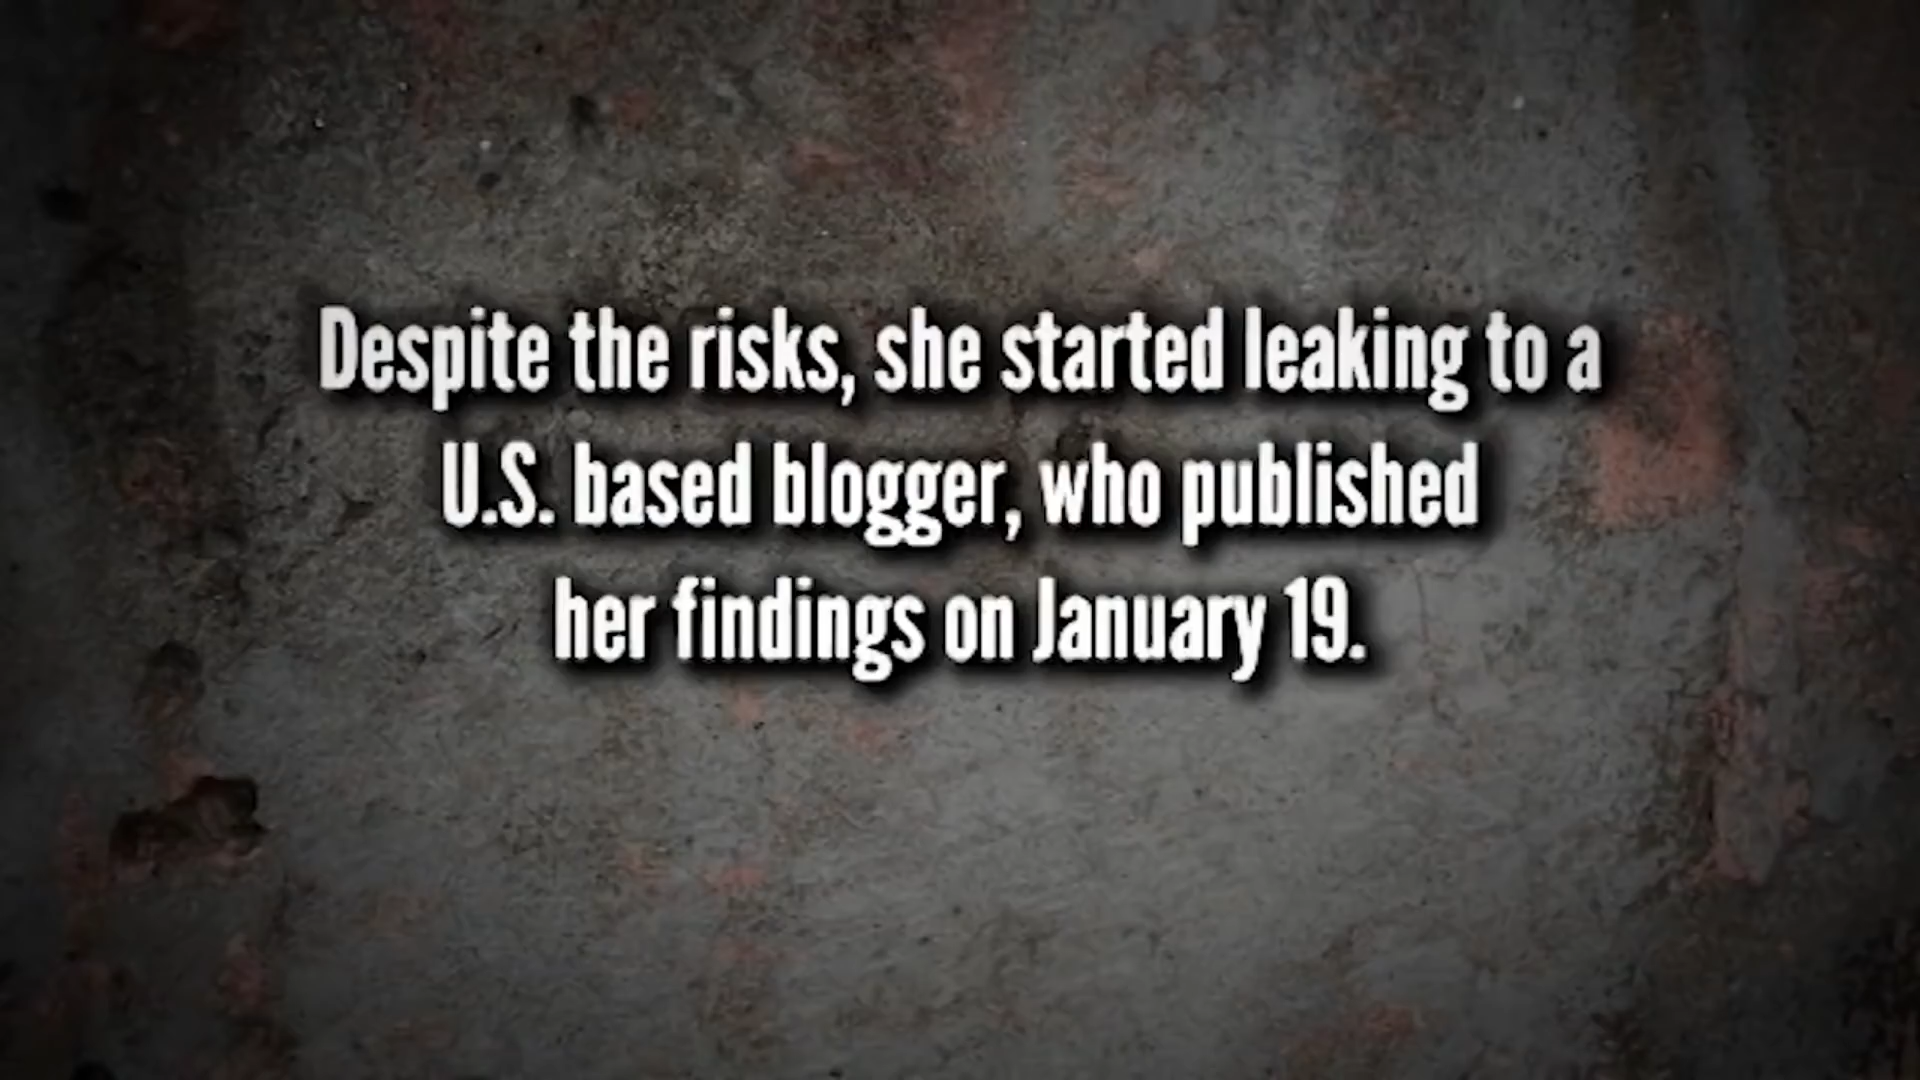 Despite the risks, she started leaking to a
U.S. based blogger, who published
her findings on January 19.